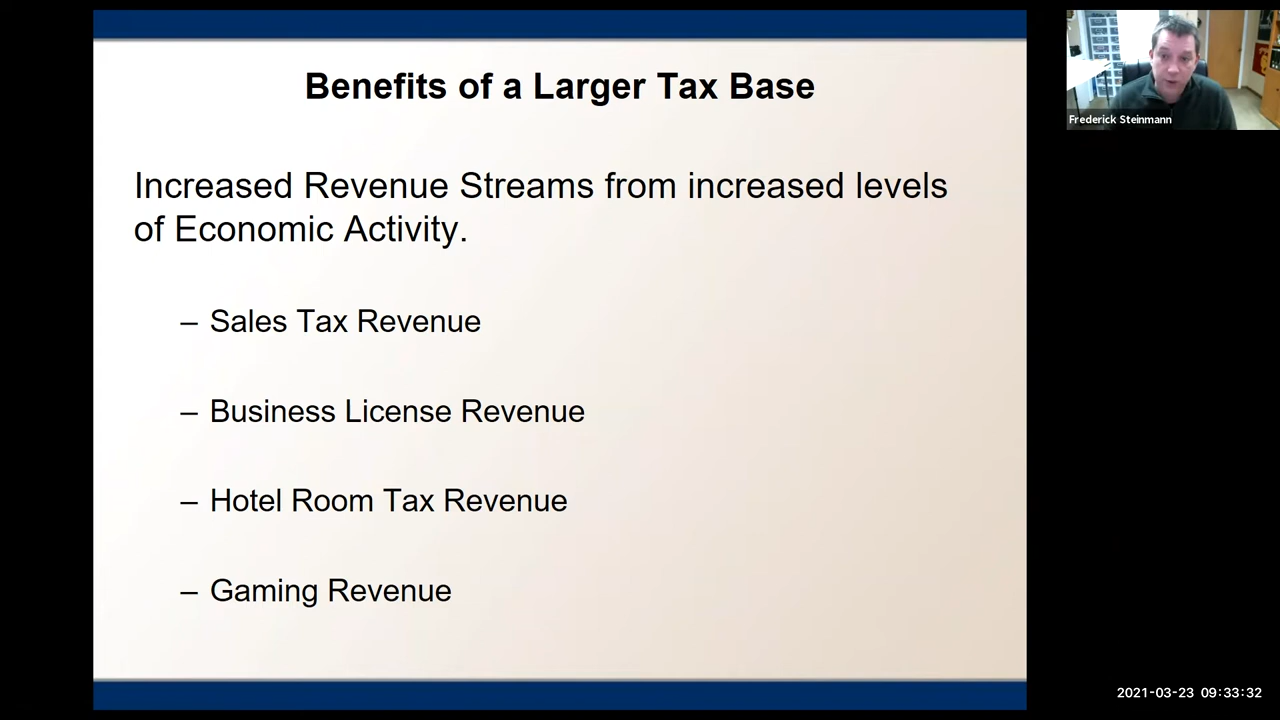 Benefits of a Larger Tax Base
Increased Revenue Streams from increased levels
of Economic Activity.
– Sales Tax Revenue
– Business License Revenue
– Hotel Room Tax Revenue
– Gaming Revenue
Frederick Steinmann
2021-03-23 09:33:32